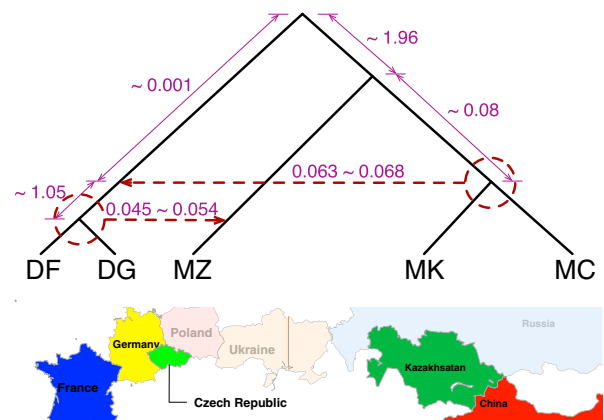 ~ 1.96
~ 0.001
~ 0.08
0.063 ~ 0.068
~ 1.05
0.045 ~ 0.054
DF DG MZ MK MC
Russia
Poland
Germany
Ukraine
Kazakhsatan
France
Czech Republic
China